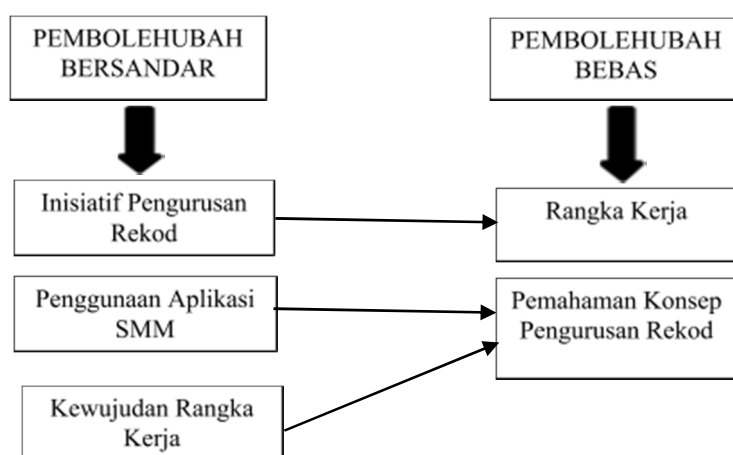 PEMBOLEHUBAH
BERSANDAR
PEMBOLEHUBAH
BEBAS
Inisiatif Pengurusan
Rekod
Rangka Kerja
Penggunaan Aplikasi
SMM
Pemahaman Konsep
Pengurusan Rekod
Kewujudan Rangka
Kerja